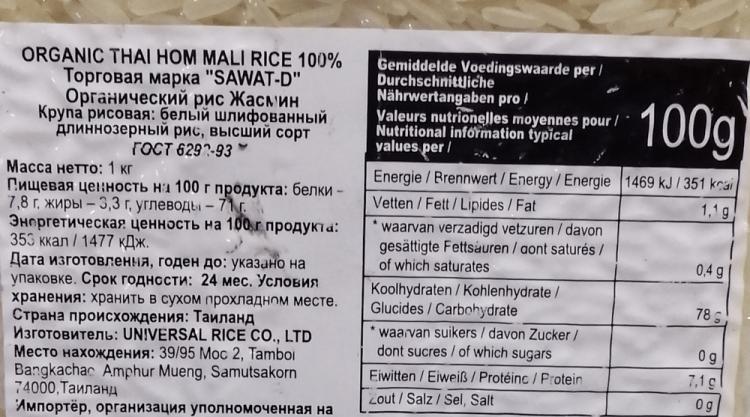 ORGANIC THAI HOM MALI RICE 100%
Торговая марка "SAWAT-D"
Органический рис Жасмин
Крупа рисовая: белый шлифованный
длиннозерный рис, высший сорт
ГОСТ 6292-93
Масса нетто: 1 кг
Пищевая ценность на 100 г продукта: белки -
7,8 г, жиры – 3,3 г, углеводы – 71 г.
Энергетическая ценность на 100 г продукта:
353 ккал / 1477 кДж.
Дата изготовления, годен до: указано на
упаковке. Срок годности: 24 мес. Условия
хранения: хранить в сухом прохладном месте.
Страна происхождения: Таиланд
Изготовитель: UNIVERSAL RICE CO., LTD
Место нахождения: 39/95 Moc 2, Tamboi
Bangkachac Amphur Mueng, Samutsakorn
74000,Таиланд
Импортёр, организация уполномоченная на
Gemiddelde Voedingswaarde per /
Durchschnittliche
Nährwertangaben pro /
Valeurs nutrionelles moyennes pour /
Nutritional information typical
values per /
100g
Energie / Brennwert / Energy / Energie 1469 kJ / 351 kcal
Vetten / Fett / Lipides / Fat 1,1 g
* waarvan verzadigd vetzuren / davon
gesättigte Fettsäuren / dont saturés /
of which saturates 0,4 g
Koolhydraten / Kohlenhydrate /
Glucides / Carbohydrate 78 g
* waarvan suikers / davon Zucker /
dont sucres / of which sugars 0 g
Eiwitten / Eiweiß / Protéine / Protein 7,1 g
Zout / Salz / Sel, Salt 0 g